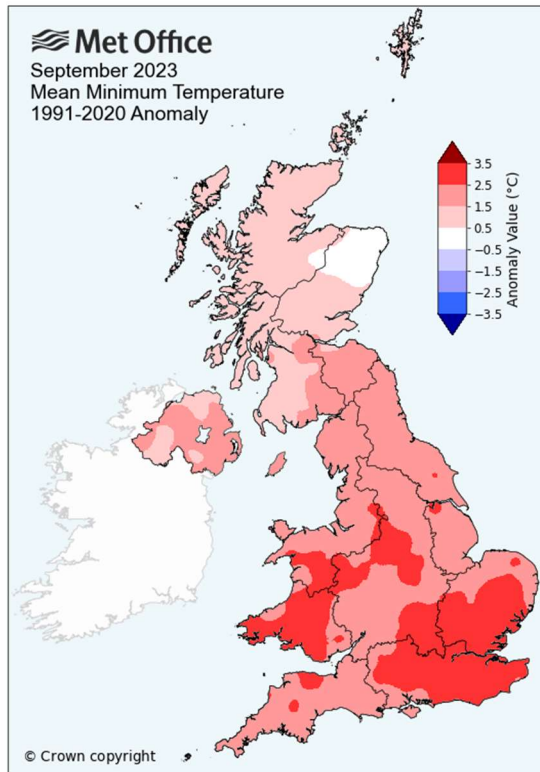 Met Office
September 2023
Mean Minimum Temperature
1991-2020 Anomaly
3.5
2.5
1.5
0.5
−0.5
−1.5
−2.5
−3.5
Anomaly Value (°C)
© Crown copyright